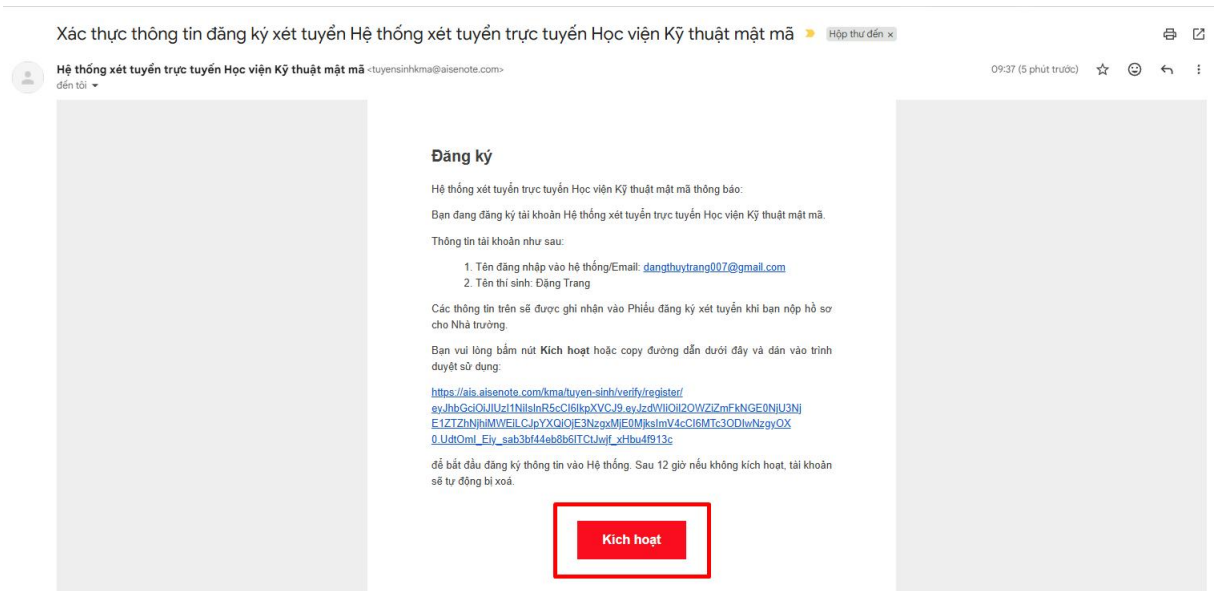 Xác thực thông tin đăng ký xét tuyển Hệ thống xét tuyển trực tuyến Học viện Kỹ thuật mật mã Hộp thư đến x
Hệ thống xét tuyển trực tuyến Học viện Kỹ thuật mật mã <tuyensinhkma@aisenote.com> 09:37 (5 phút trước)
đến tôi
Đăng ký
Hệ thống xét tuyển trực tuyến Học viện Kỹ thuật mật mã thông báo:
Bạn đang đăng ký tài khoản Hệ thống xét tuyển trực tuyến Học viện Kỹ thuật mật mã.
Thông tin tài khoản như sau:
1. Tên đăng nhập vào hệ thống/Email: dangthuytrang007@gmail.com
2. Tên thí sinh: Đặng Trang
Các thông tin trên sẽ được ghi nhận vào Phiếu đăng ký xét tuyển khi bạn nộp hồ sơ
cho Nhà trường.
Bạn vui lòng bấm nút Kích hoạt hoặc copy đường dẫn dưới đây và dán vào trình
duyệt sử dụng:
https://ais.aisenote.com/kma/tuyen-sinh/verify/register/
eyJhbGciOiJIUzI1NiIsInR5cCI6IkpXVCJ9.eyJzdWIiOiI2OWZiZmFkNGE0NjU3Nj
E1ZTZhNjhiMWEiLCJpYXQiOjE3NzgxMjE0MjksImV4cCI6MTc3ODIwNzgyOX
0.UdtOmI_Eiy_sab3bf44eb8b6ITCtJwjf_xHbu4f913c
để bắt đầu đăng ký thông tin vào Hệ thống. Sau 12 giờ nếu không kích hoạt, tài khoản
sẽ tự động bị xoá.
Kích hoạt